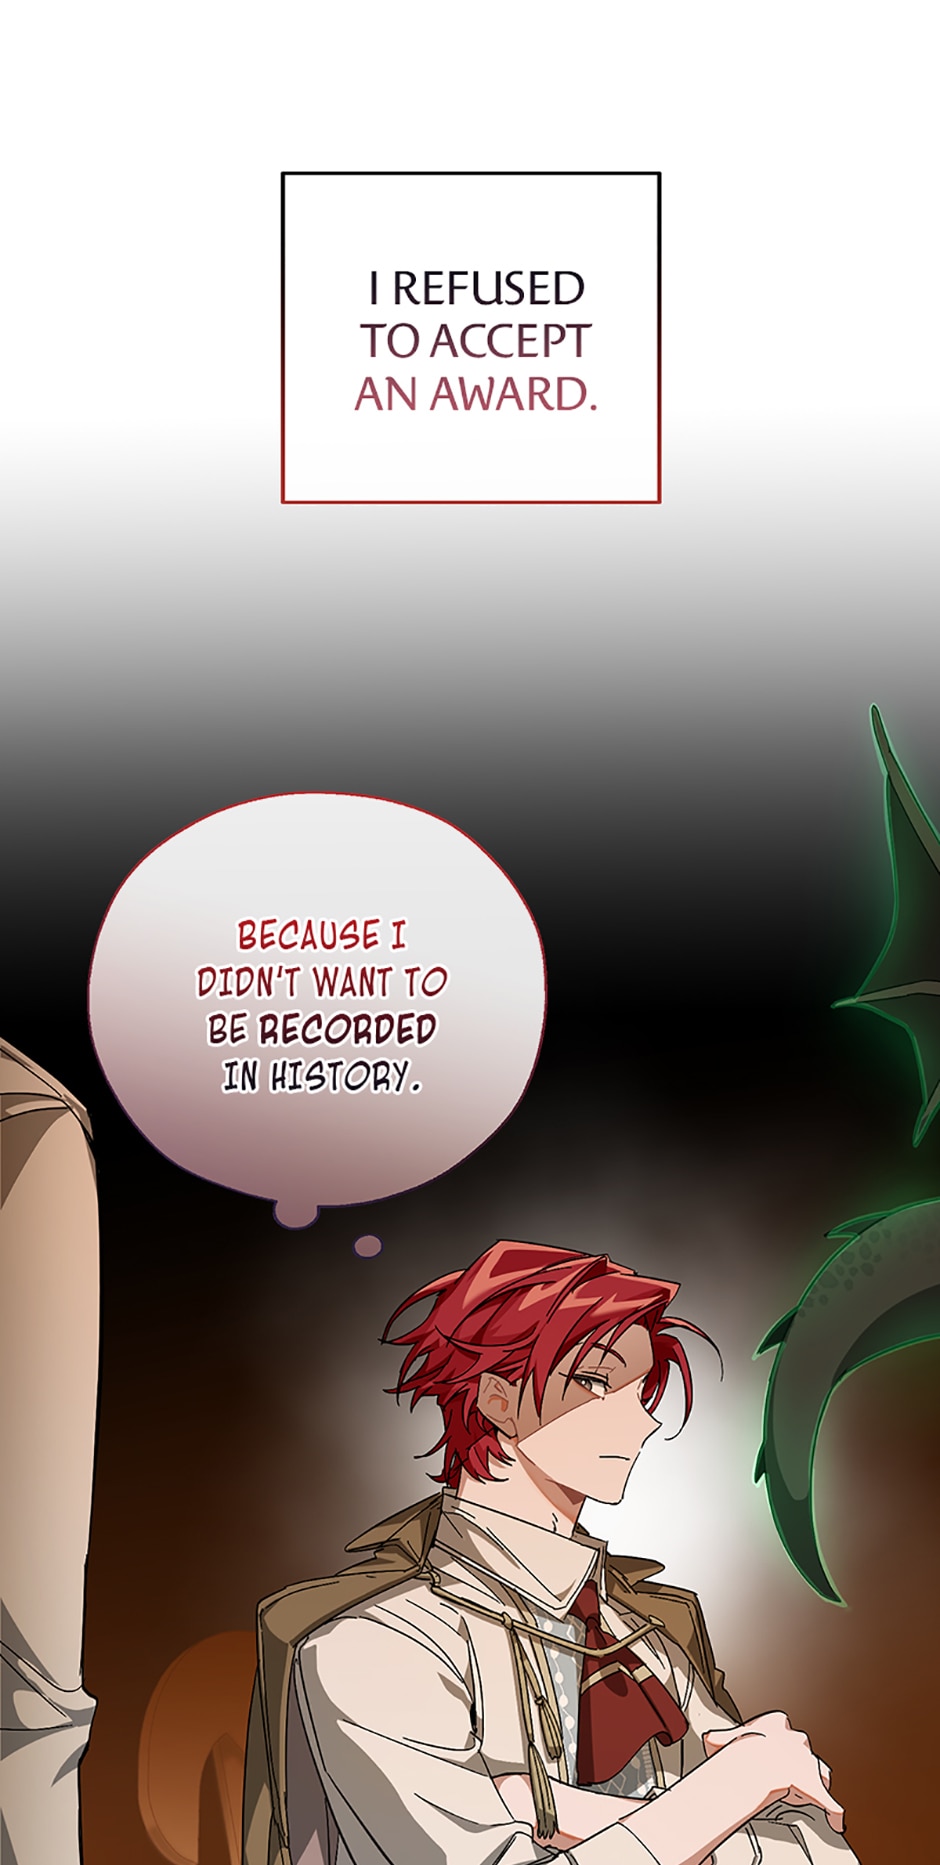 I REFUSED
TO ACCEPT
AN AWARD.
BECAUSE I
DIDN'T WANT TO
BE RECORDED
IN HISTORY.